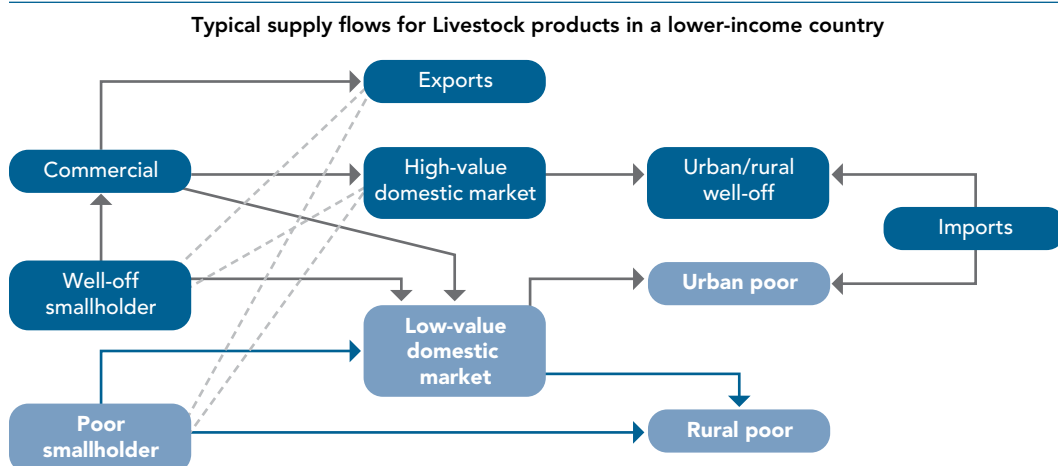 Typical supply flows for Livestock products in a lower-income country
Exports
Commercial
High-value
domestic market
Urban/rural
well-off
Imports
Well-off
smallholder
Urban poor
Low-value
domestic
market
Poor
smallholder
Rural poor